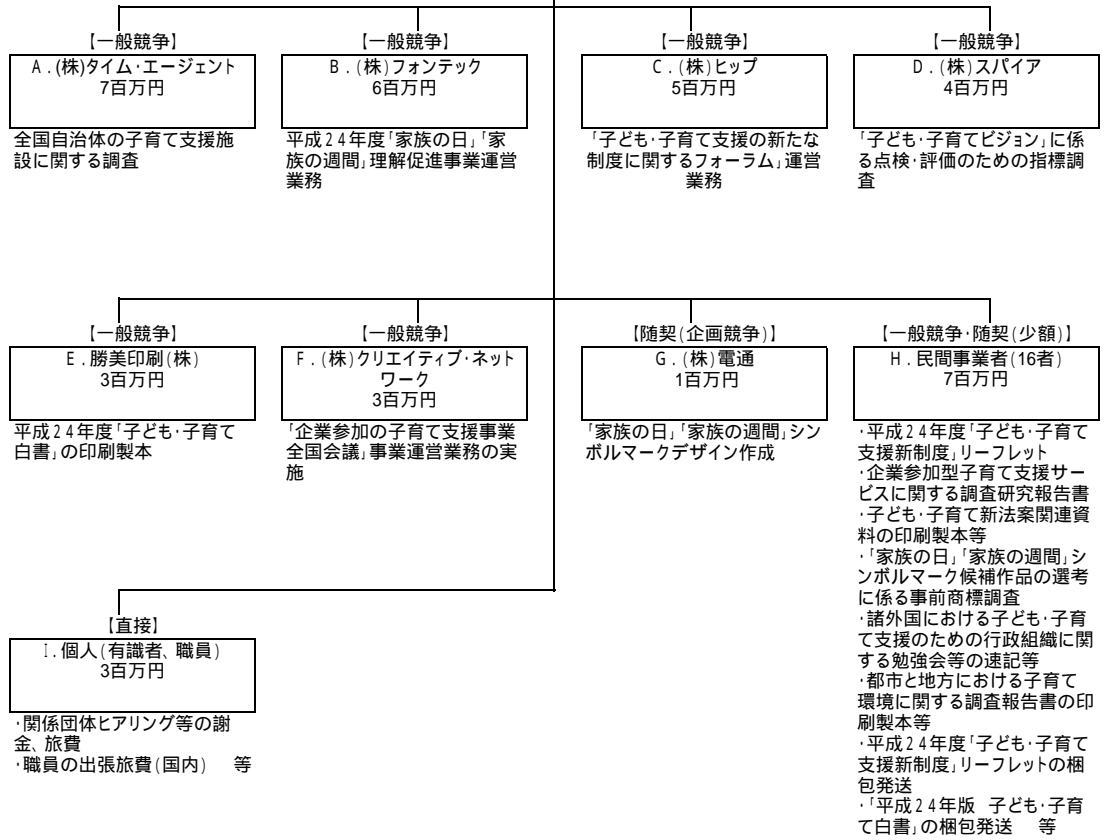 【一般競争】
A.(株)タイム・エージェント
7百万円
全国自治体の子育て支援施
設に関する調査
【一般競争】
B.(株)フォンテック
6百万円
平成24年度「家族の日」「家
族の週間」理解促進事業運営
業務
【一般競争】
C.(株)ヒップ
5百万円
「子ども・子育て支援の新たな
制度に関するフォーラム」運営
業務
【一般競争】
D.(株)スパイア
4百万円
「子ども・子育てビジョン」に係
る点検・評価のための指標調
査
【一般競争】
E.勝美印刷(株)
3百万円
平成24年度「子ども・子育て
白書」の印刷製本
【一般競争】
F.(株)クリエイティブ・ネット
ワーク
3百万円
「企業参加の子育て支援事業
全国会議」事業運営業務の実
施
【随契(企画競争)】
G.(株)電通
1百万円
「家族の日」「家族の週間」シン
ボルマークデザイン作成
【一般競争・随契(少額)】
H.民間事業者(16者)
7百万円
・平成24年度「子ども・子育て
支援新制度」リーフレット
・企業参加型子育て支援サー
ビスに関する調査研究報告書
・子ども・子育て新法案関連資
料の印刷製本等
・「家族の日」「家族の週間」シ
ンボルマーク候補作品の選考
に係る事前商標調査
・諸外国における子ども・子育
て支援のための行政組織に関
する勉強会等の速記等
・都市と地方における子育て
環境に関する調査報告書の印
刷製本等
・平成24年度「子ども・子育て
支援新制度」リーフレットの梱
包発送
・「平成24年版 子ども・子育
て白書」の梱包発送 等
【直接】
I.個人(有識者、職員)
3百万円
・関係団体ヒアリング等の謝
金、旅費
・職員の出張旅費(国内) 等